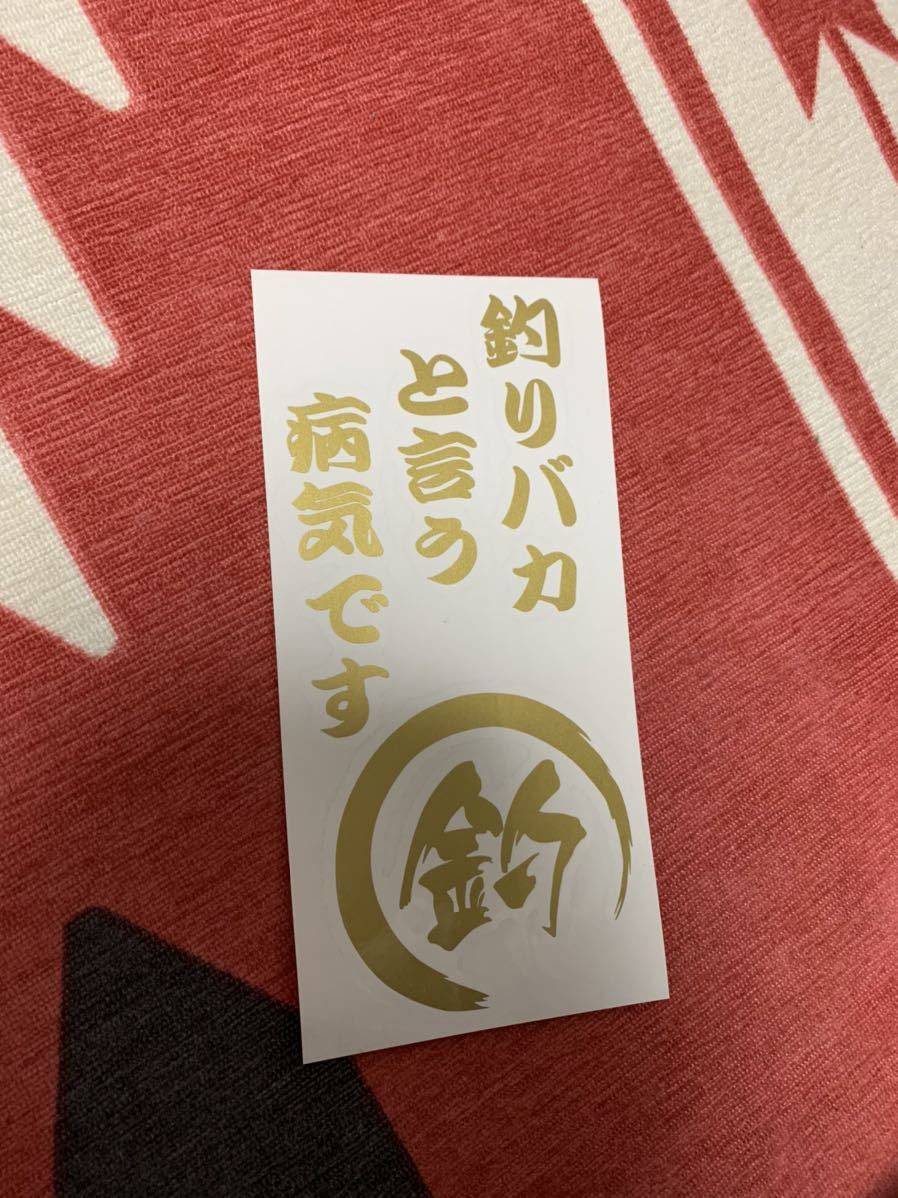 釣りバカ
と言う
病気です
釣